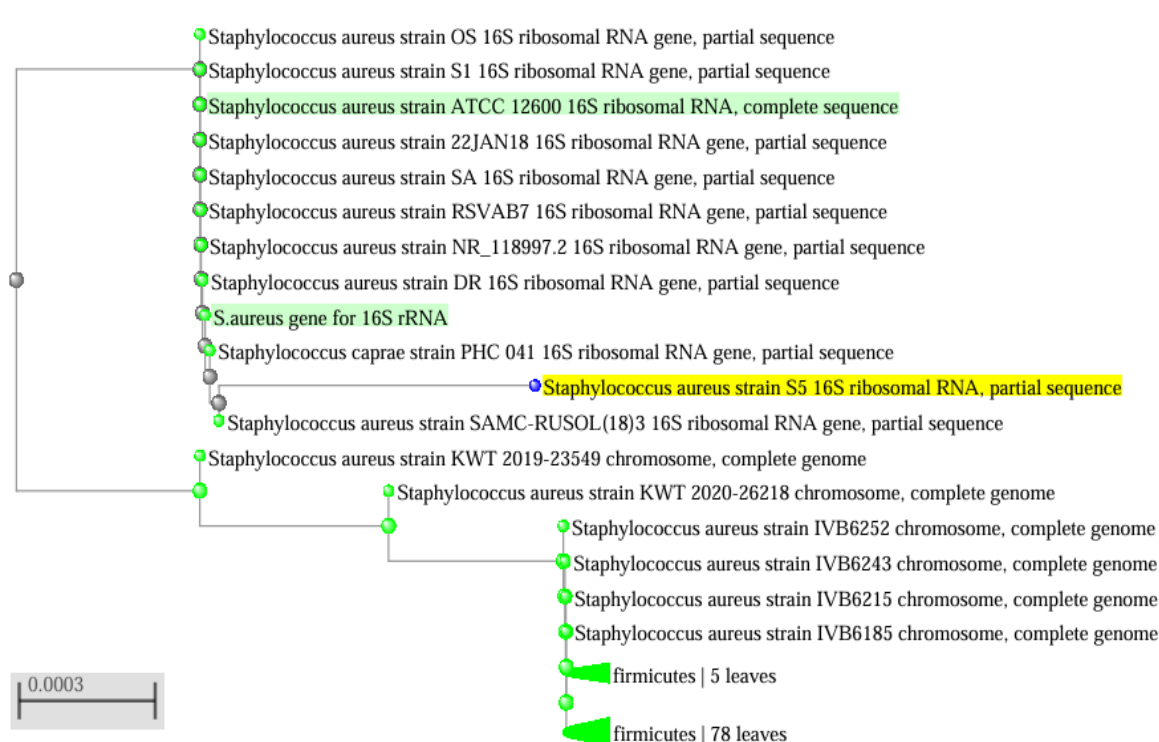 Staphylococcus aureus strain OS 16S ribosomal RNA gene, partial sequence
Staphylococcus aureus strain S1 16S ribosomal RNA gene, partial sequence
Staphylococcus aureus strain ATCC 12600 16S ribosomal RNA, complete sequence
Staphylococcus aureus strain 22JAN18 16S ribosomal RNA gene, partial sequence
Staphylococcus aureus strain SA 16S ribosomal RNA gene, partial sequence
Staphylococcus aureus strain RSVAB7 16S ribosomal RNA gene, partial sequence
Staphylococcus aureus strain NR_118997.2 16S ribosomal RNA gene, partial sequence
Staphylococcus aureus strain DR 16S ribosomal RNA gene, partial sequence
S.aureus gene for 16S rRNA
Staphylococcus caprae strain PHC 041 16S ribosomal RNA gene, partial sequence
Staphylococcus aureus strain S5 16S ribosomal RNA, partial sequence
Staphylococcus aureus strain SAMC-RUSOL(18)3 16S ribosomal RNA gene, partial sequence
Staphylococcus aureus strain KWT 2019-23549 chromosome, complete genome
Staphylococcus aureus strain KWT 2020-26218 chromosome, complete genome
Staphylococcus aureus strain IVB6252 chromosome, complete genome
Staphylococcus aureus strain IVB6243 chromosome, complete genome
Staphylococcus aureus strain IVB6215 chromosome, complete genome
Staphylococcus aureus strain IVB6185 chromosome, complete genome
firmicutes | 5 leaves
0.0003
firmicutes | 78 leaves